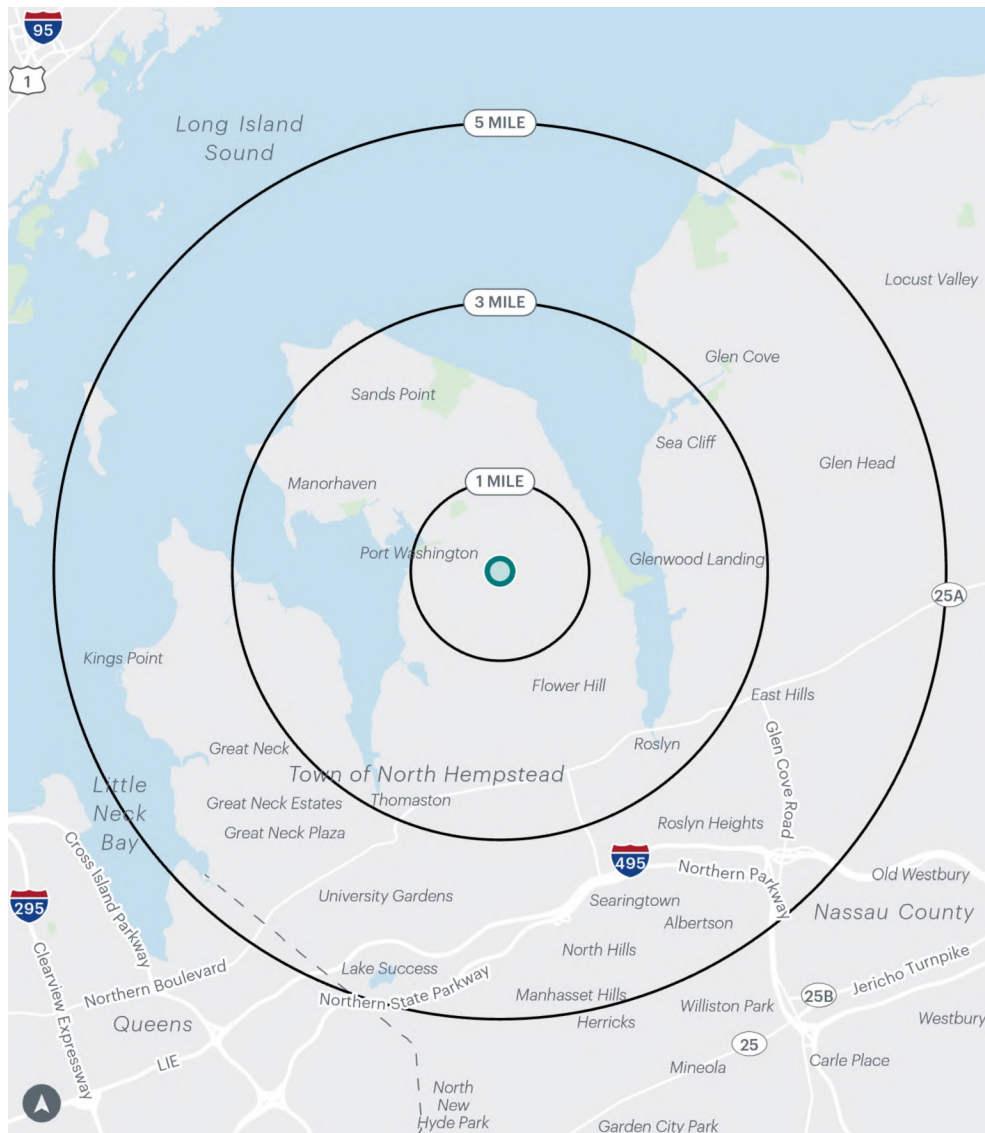 95
1
Long Island
Sound
5 MILE
Locust Valley
3 MILE
Glen Cove
Sands Point
Sea Cliff
Glen Head
Manorhaven
1 MILE
Port Washington
Glenwood Landing
25A
Kings Point
Flower Hill
East Hills
Roslyn
Great Neck
Glen Cove Road
Town of North Hempstead
Little
Neck
Bay
Great Neck Estates
Thomaston
Great Neck Plaza
Roslyn Heights
Cross Island Parkway
495
Northern Parkway
Old Westbury
295
University Gardens
Searingtown
Albertson
Nassau County
North Hills
Clearview Expressway
Lake Success
Northern Boulevard
Northern State Parkway
Manhasset Hills
Jericho Turnpike
25B
Williston Park
Queens
Herricks
Westbury
25
LIE
Mineola
Carle Place
North
New
Hyde Park
Garden City Park